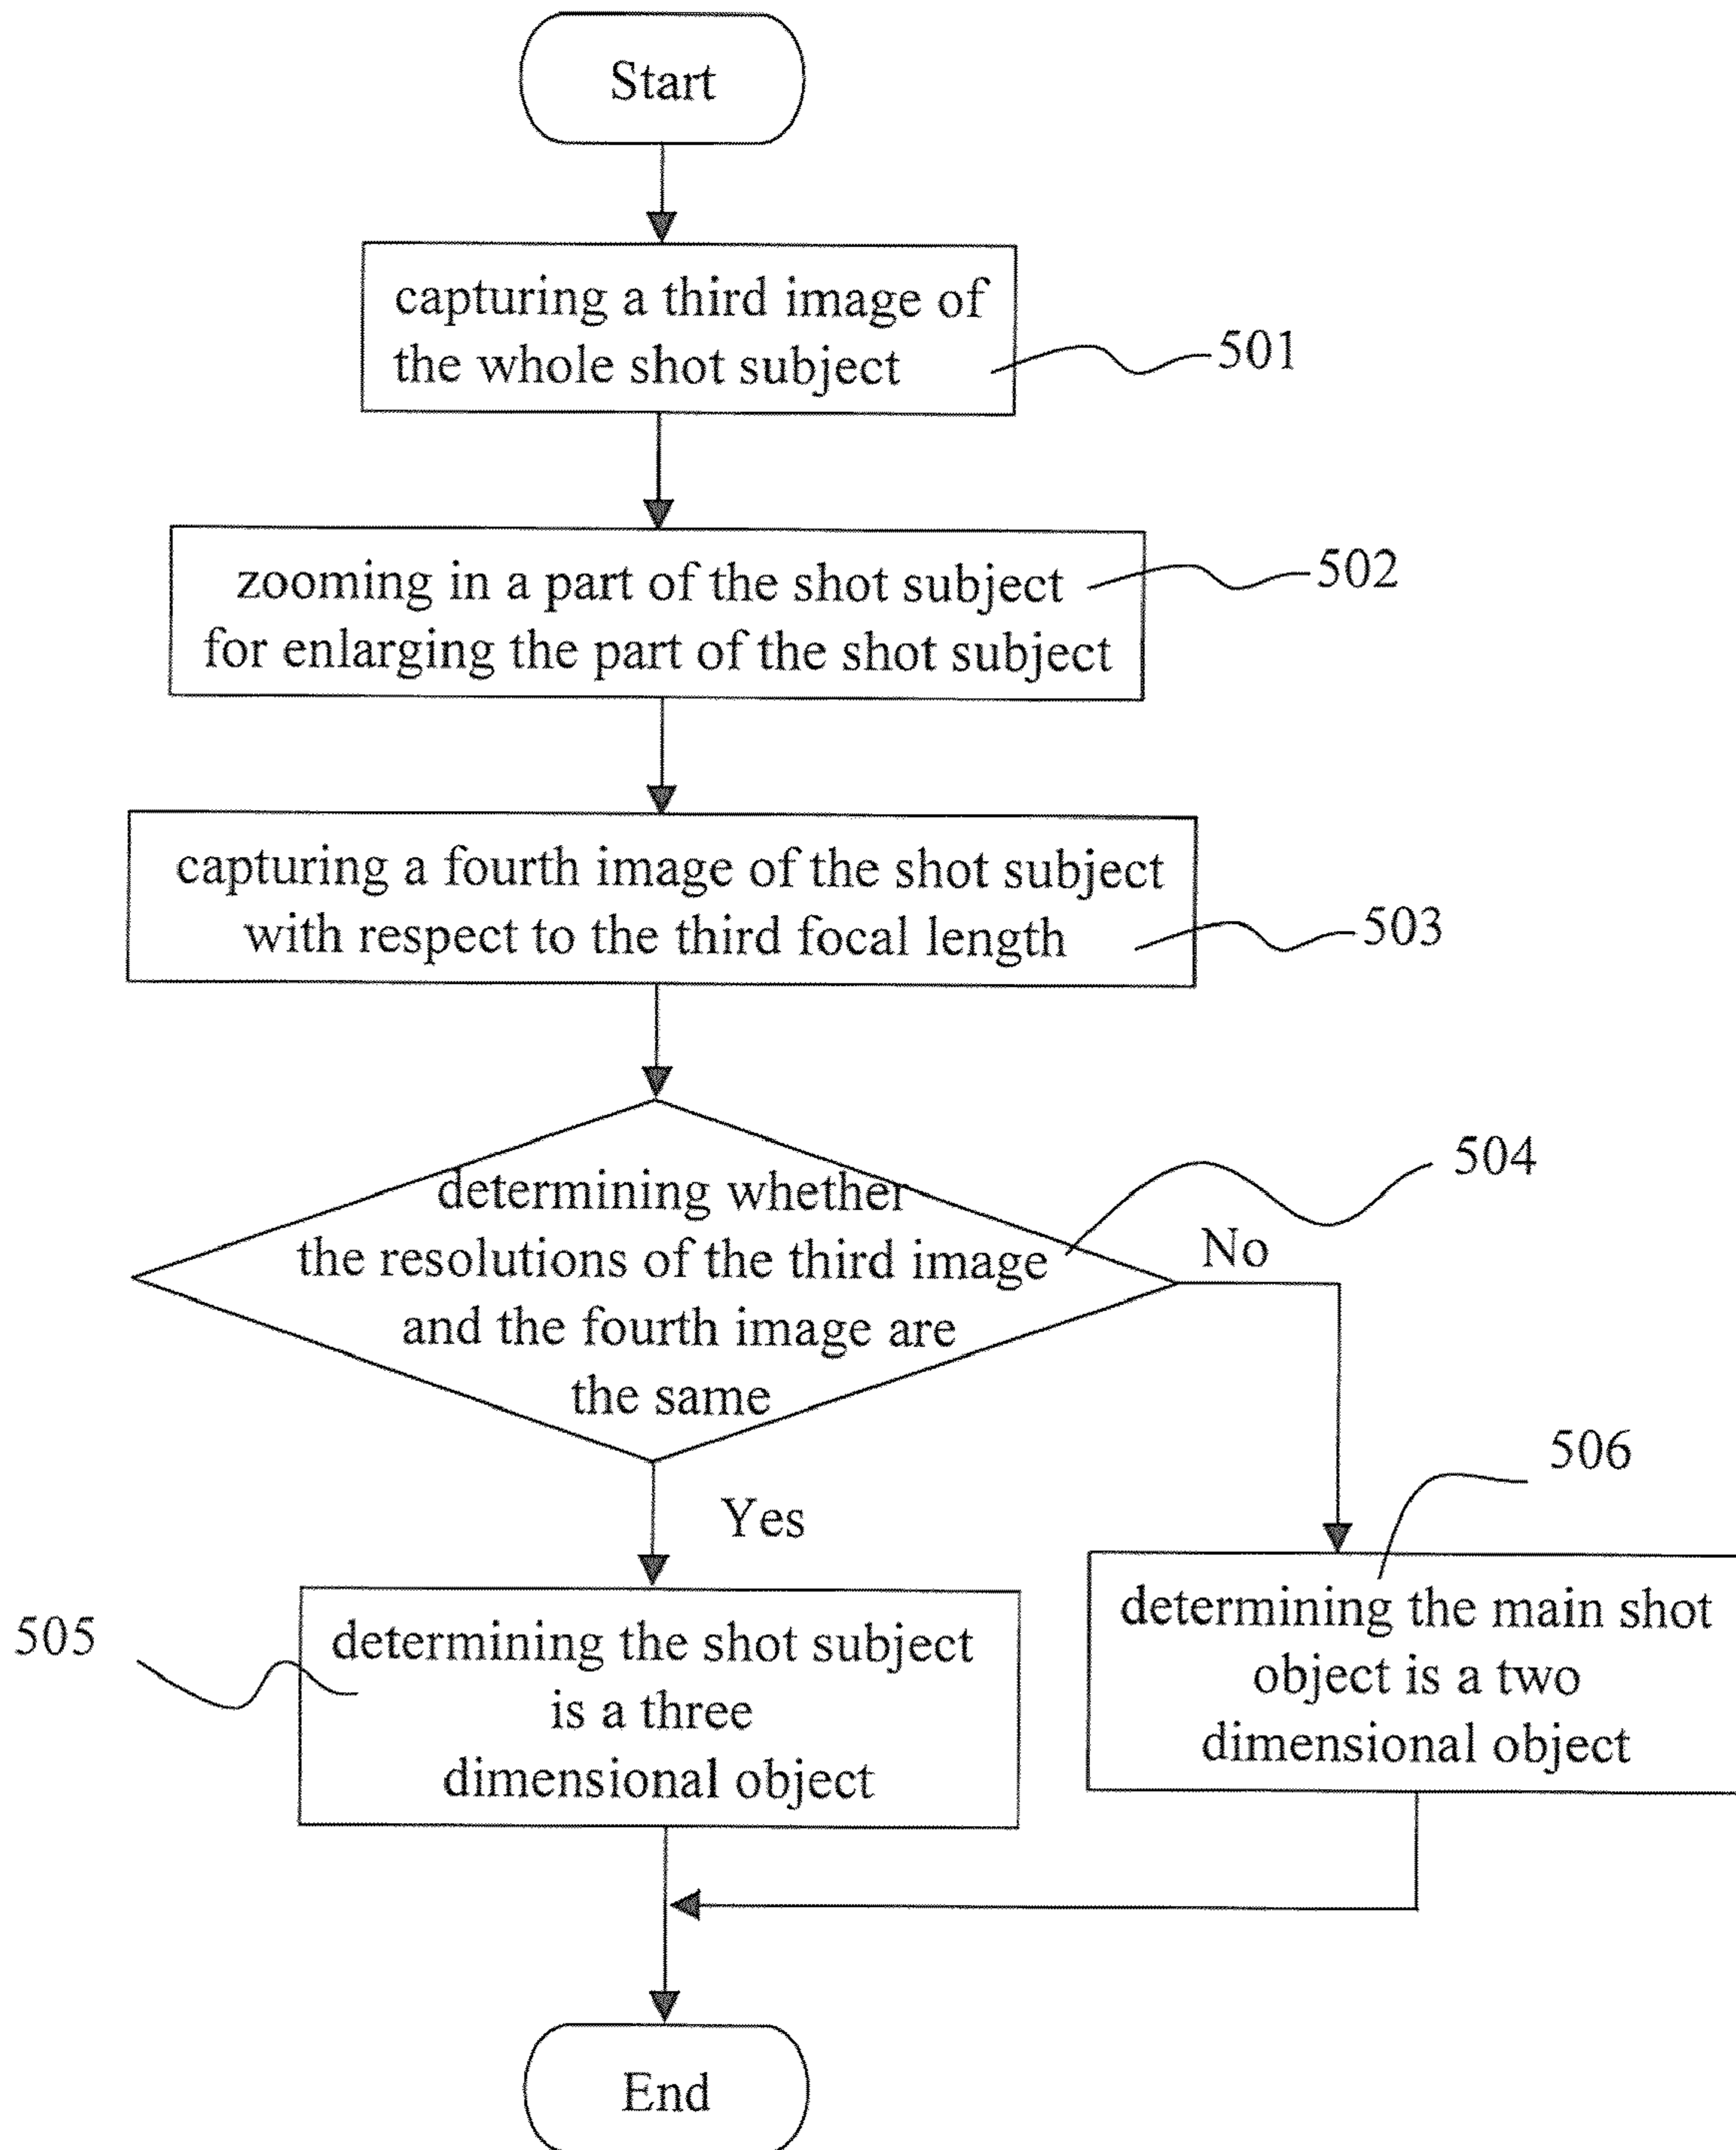 Start
capturing a third image of
the whole shot subject
501
zooming in a part of the shot subject
for enlarging the part of the shot subject
502
capturing a fourth image of the shot subject
with respect to the third focal length
503
determining whether
the resolutions of the third image
and the fourth image are
the same
504
No
Yes
506
505
determining the shot subject
is a three
dimensional object
determining the main shot
object is a two
dimensional object
End